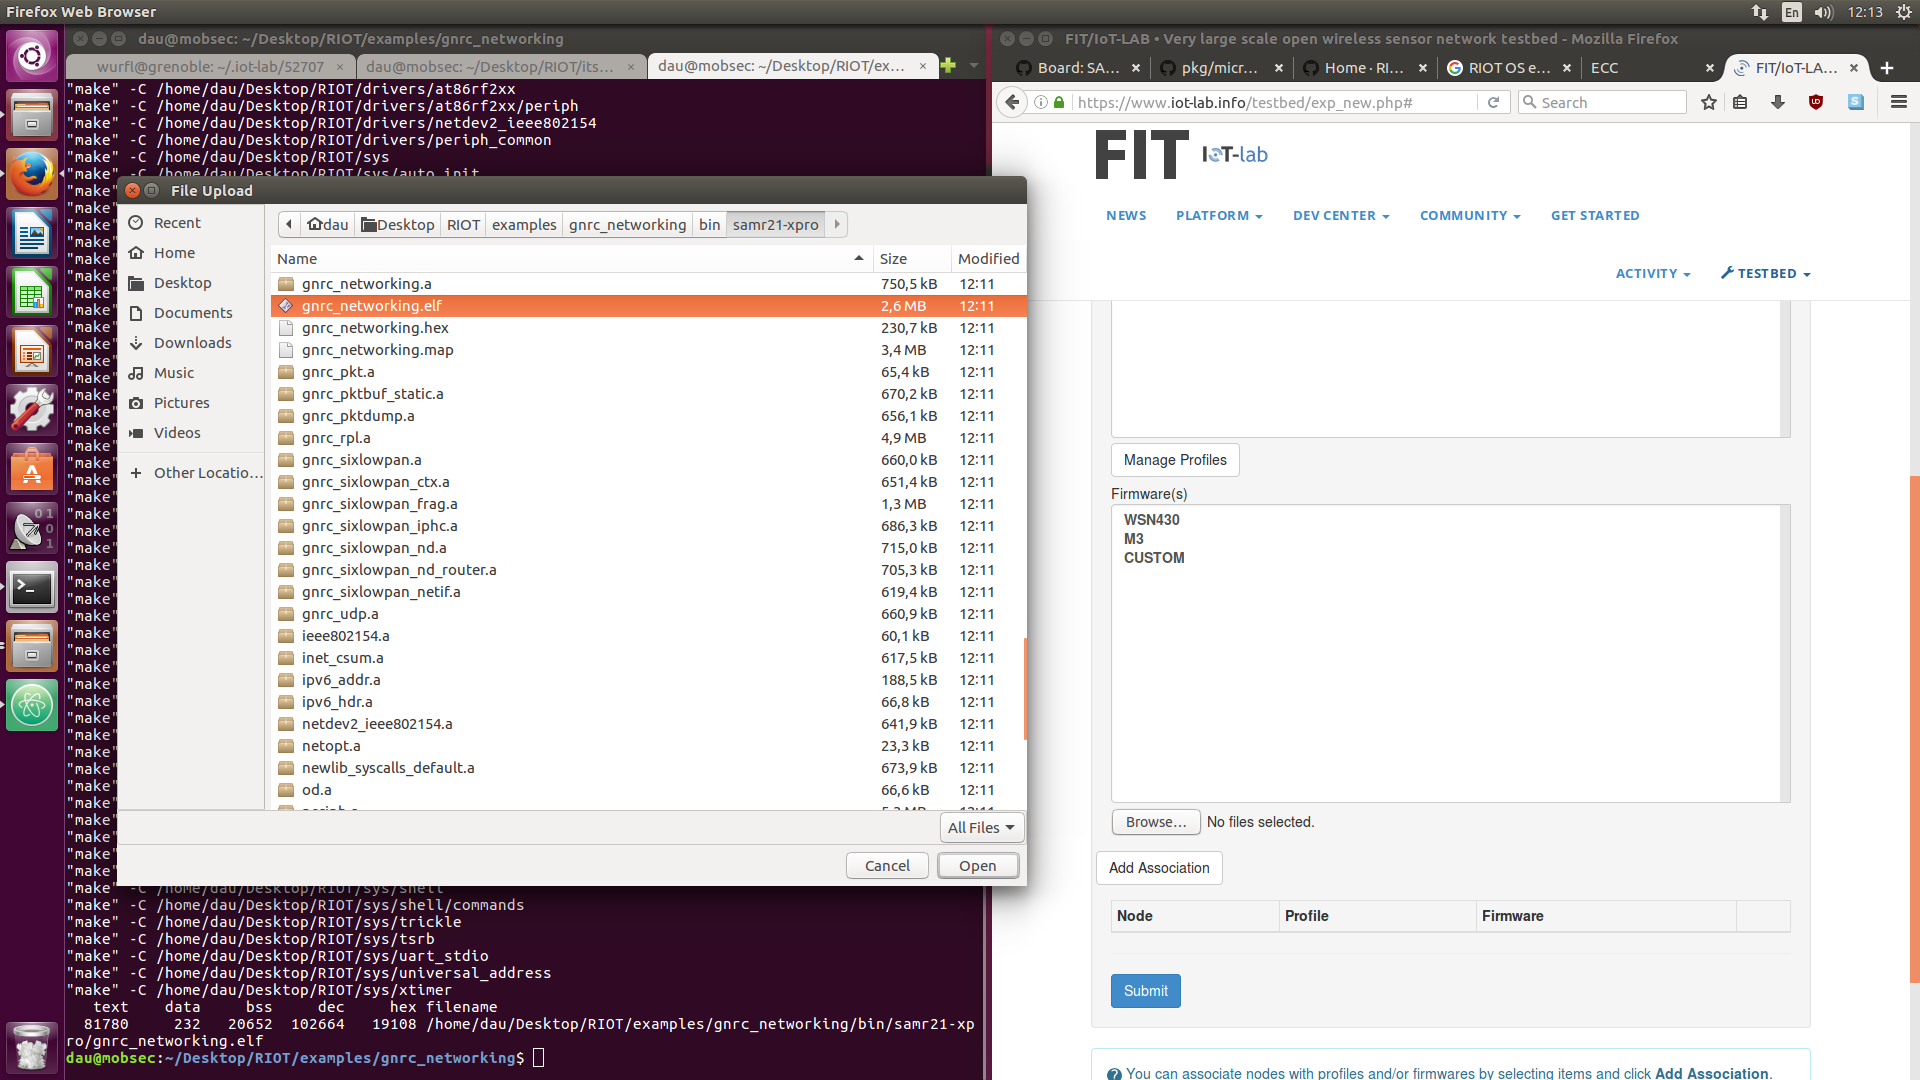 Firefox Web Browser
En
12:13
dau@mobsec: ~/Desktop/RIOT/examples/gnrc_networking
wurfl@grenoble: ~/.iot-lab/52707 ×
dau@mobsec: ~/Desktop/RIOT/its... ×
dau@mobsec: ~/Desktop/RIOT/ex... ×
"make" -C /home/dau/Desktop/RIOT/drivers/at86rf2xx
"make" -C /home/dau/Desktop/RIOT/drivers/at86rf2xx/periph
"make" -C /home/dau/Desktop/RIOT/drivers/netdev2_ieee802154
"make" -C /home/dau/Desktop/RIOT/drivers/periph_common
"make" -C /home/dau/Desktop/RIOT/sys
"make" -C /home/dau/Desktop/RIOT/sys/auto_init
File Upload
Recent
Home
Desktop
Documents
Downloads
Music
Pictures
Videos
Other Locatio...
dau Desktop RIOT examples gnrc_networking bin samr21-xpro
Name Size Modified
gnrc_networking.a 750,5 kB 12:11
gnrc_networking.elf 2,6 MB 12:11
gnrc_networking.hex 230,7 kB 12:11
gnrc_networking.map 3,4 MB 12:11
gnrc_pkt.a 65,4 kB 12:11
gnrc_pktbuf_static.a 670,2 kB 12:11
gnrc_pktdump.a 656,1 kB 12:11
gnrc_rpl.a 4,9 MB 12:11
gnrc_sixlowpan.a 660,0 kB 12:11
gnrc_sixlowpan_ctx.a 651,4 kB 12:11
gnrc_sixlowpan_frag.a 1,3 MB 12:11
gnrc_sixlowpan_iphc.a 686,3 kB 12:11
gnrc_sixlowpan_nd.a 715,0 kB 12:11
gnrc_sixlowpan_nd_router.a 705,3 kB 12:11
gnrc_sixlowpan_netif.a 619,4 kB 12:11
gnrc_udp.a 660,9 kB 12:11
ieee802154.a 60,1 kB 12:11
inet_csum.a 617,5 kB 12:11
ipv6_addr.a 188,5 kB 12:11
ipv6_hdr.a 66,8 kB 12:11
netdev2_ieee802154.a 641,9 kB 12:11
netopt.a 23,3 kB 12:11
newlib_syscalls_default.a 673,9 kB 12:11
od.a 66,6 kB 12:11
All Files
Cancel Open
"make" -C /home/dau/Desktop/RIOT/sys/shell
"make" -C /home/dau/Desktop/RIOT/sys/shell/commands
"make" -C /home/dau/Desktop/RIOT/sys/trickle
"make" -C /home/dau/Desktop/RIOT/sys/tsrb
"make" -C /home/dau/Desktop/RIOT/sys/uart_stdio
"make" -C /home/dau/Desktop/RIOT/sys/universal_address
"make" -C /home/dau/Desktop/RIOT/sys/xtimer
text data bss dec hex filename
81780 232 20652 102664 19108 /home/dau/Desktop/RIOT/examples/gnrc_networking/bin/samr21-xp
ro/gnrc_networking.elf
dau@mobsec:~/Desktop/RIOT/examples/gnrc_networking$
FIT/IoT-LAB • Very large scale open wireless sensor network testbed - Mozilla Firefox
Board: SA... ×
pkg/micr... ×
Home · RI... ×
RIOT OS e... ×
ECC ×
FIT/IoT-LA... ×
https://www.iot-lab.info/testbed/exp_new.php#
Search
FIT IoT-lab
NEWS PLATFORM DEV CENTER COMMUNITY GET STARTED
ACTIVITY TESTBED
Manage Profiles
Firmware(s)
WSN430
M3
CUSTOM
Browse... No files selected.
Add Association
Node Profile Firmware
Submit
You can associate nodes with profiles and/or firmwares by selecting items and click Add Association.